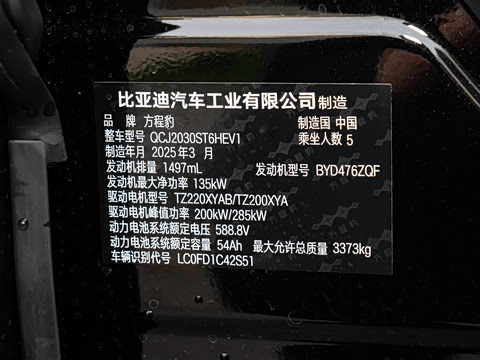 比亚迪汽车工业有限公司制造
品 牌 方程豹 制造国 中国
整车型号 QCJ2030ST6HEV1 乘坐人数 5
制造年月 2025年3月
发动机排量 1497mL 发动机型号 BYD476ZQF
发动机最大净功率 135kW
驱动电机型号 TZ220XYAB/TZ200XYA
驱动电机峰值功率 200kW/285kW
动力电池系统额定电压 588.8V
动力电池系统额定容量 54Ah 最大允许总质量 3373kg
车辆识别代号 LC0FD1C42S51